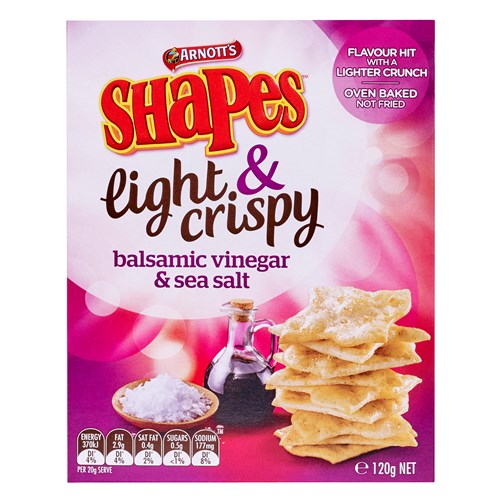 ARNOTT'S
SHAPES™
light &
crispy
balsamic vinegar
& sea salt
FLAVOUR HIT
WITH A
LIGHTER CRUNCH
OVEN BAKED
NOT FRIED
ENERGY FAT SAT FAT SUGARS SODIUM
370kJ 2.9g 0.4g 0.5g 177mg
DI* DI* DI* DI* DI*
4% 4% 2% <1% 8%
PER 20g SERVE
TM
℮ 120g NET